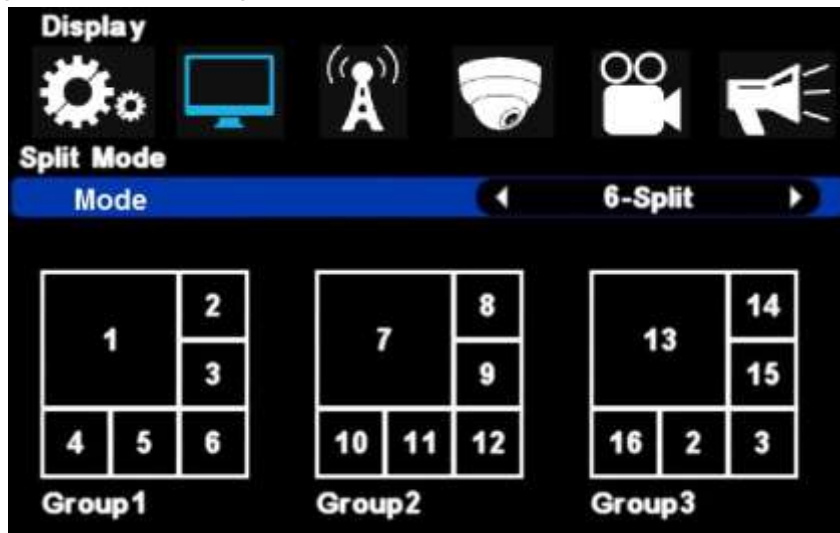 Display
Split Mode
Mode 6-Split
1 2 7 8 13 14
3 9 15
4 5 6 10 11 12 16 2 3
Group1 Group2 Group3